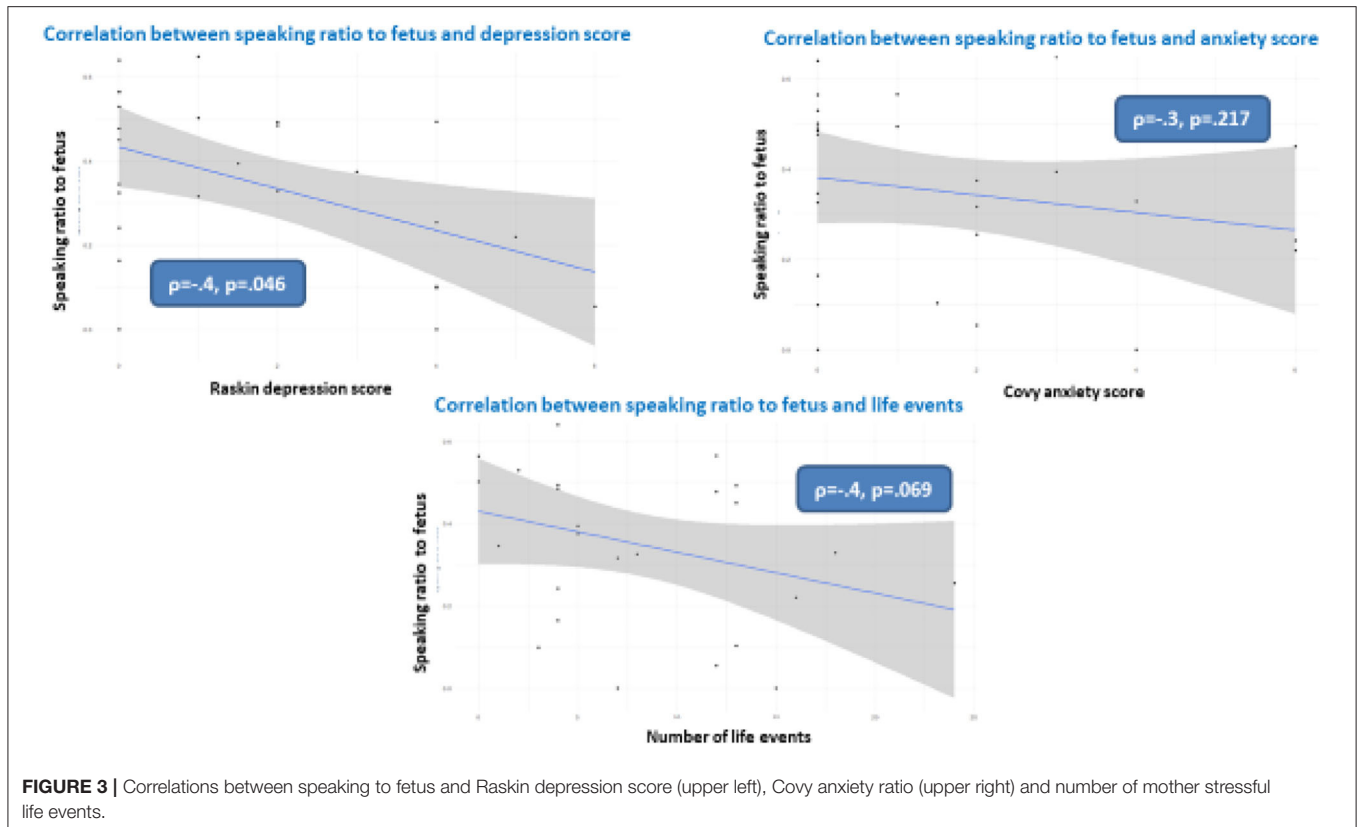 Correlation between speaking ratio to fetus and depression score
Speaking ratio to fetus
ρ=-.4, p=.046
Raskin depression score
Correlation between speaking ratio to fetus and anxiety score
Speaking ratio to fetus
ρ=-.3, p=.217
Covy anxiety score
Correlation between speaking ratio to fetus and life events
Speaking ratio to fetus
ρ=-.4, p=.069
Number of life events
FIGURE 3 | Correlations between speaking to fetus and Raskin depression score (upper left), Covy anxiety ratio (upper right) and number of mother stressful
life events.